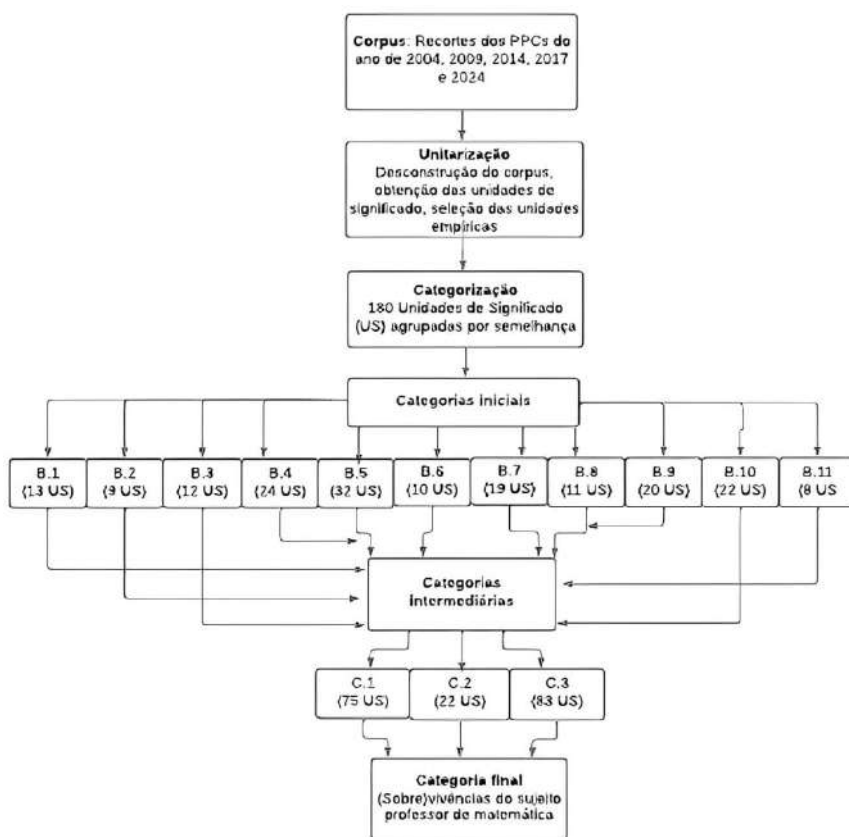 Corpus: Recortes dos PPCs do
ano de 2004, 2009, 2014, 2017
e 2024
Unitarização
Desconstrução do corpus,
obtenção das unidades de
significado, seleção das unidades
empíricas
Categorização
180 Unidades de Significado
(US) agrupadas por semelhança
Categorias iniciais
B.1
(13 US)
B.2
(9 US)
B.3
(12 US)
B.4
(24 US)
B.5
(32 US)
B.6
(10 US)
B.7
(19 US)
B.8
(11 US)
B.9
(20 US)
B.10
(22 US)
B.11
(8 US
Categorias
intermediárias
C.1
(75 US)
C.2
(22 US)
C.3
(83 US)
Categoria final
(Sobre)vivências do sujeito
professor de matemática